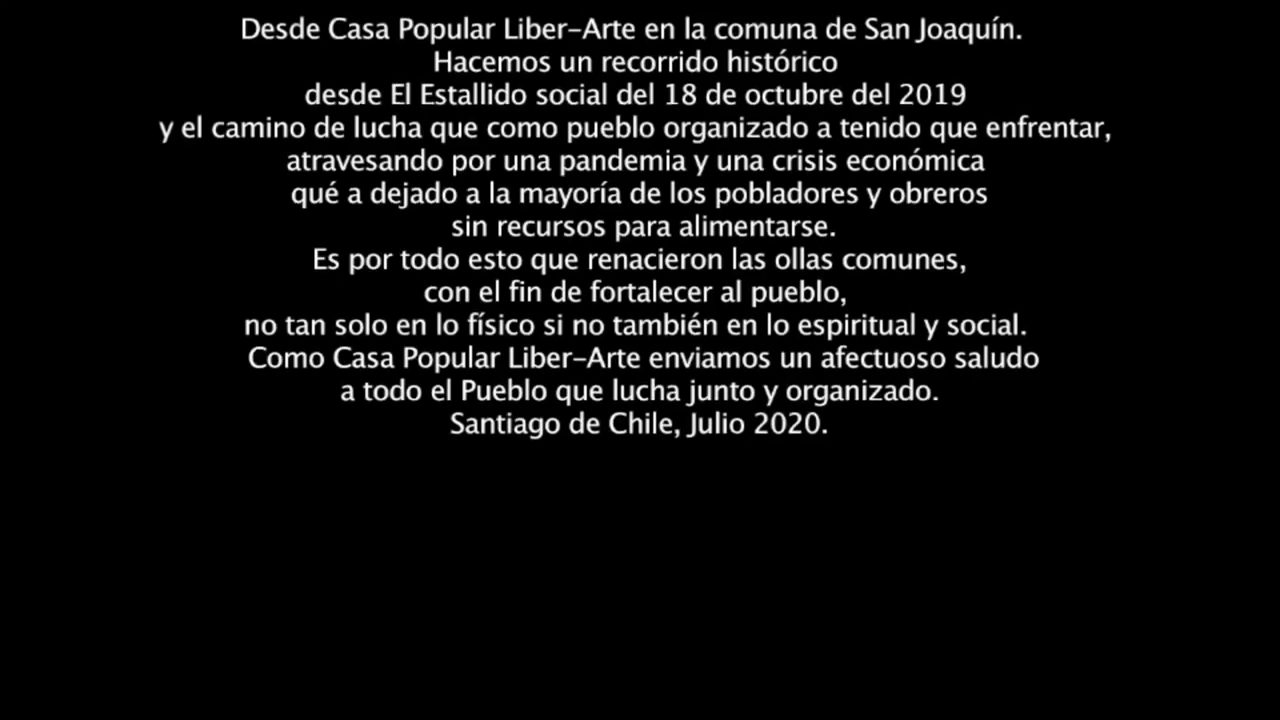 Desde Casa Popular Liber-Arte en la comuna de San Joaquín.
Hacemos un recorrido histórico
desde El Estallido social del 18 de octubre del 2019
y el camino de lucha que como pueblo organizado a tenido que enfrentar,
atravesando por una pandemia y una crisis económica
qué a dejado a la mayoría de los pobladores y obreros
sin recursos para alimentarse.
Es por todo esto que renacieron las ollas comunes,
con el fin de fortalecer al pueblo,
no tan solo en lo físico si no también en lo espiritual y social.
Como Casa Popular Liber-Arte enviamos un afectuoso saludo
a todo el Pueblo que lucha junto y organizado.
Santiago de Chile, Julio 2020.